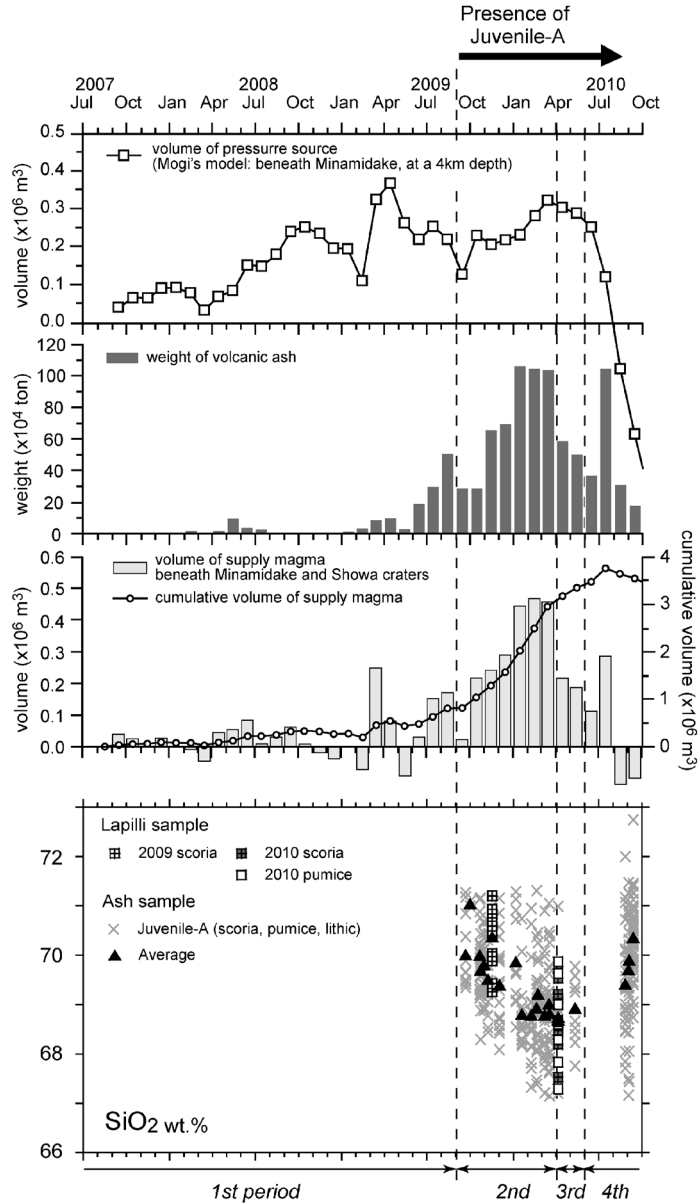 Presence of
Juvenile-A
2007 2008 2009 2010
Jul Oct Jan Apr Jul Oct Jan Apr Jul Oct Jan Apr Jul Oct
volume (x10⁶ m³)
0.5
0.4
0.3
0.2
0.1
0.0
volume of pressurre source
(Mogi's model: beneath Minamidake, at a 4km depth)
weight (x10⁴ ton)
120
100
80
60
40
20
0
weight of volcanic ash
volume (x10⁶ m³)
0.6
0.5
0.4
0.3
0.2
0.1
0.0
volume of supply magma
beneath Minamidake and Showa craters
cumulative volume of supply magma
4
3
2
1
0
cumulative volume (x10⁶ m³)
72
70
68
66
Lapilli sample
2009 scoria 2010 scoria
2010 pumice
Ash sample
Juvenile-A (scoria, pumice, lithic)
Average
SiO₂ wt.%
1st period 2nd 3rd 4th